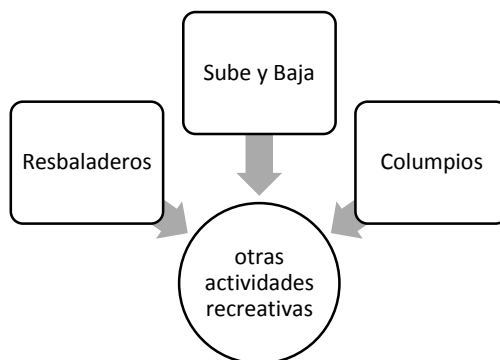 Sube y Baja
Resbaladeros
Columpios
otras
actividades
recreativas